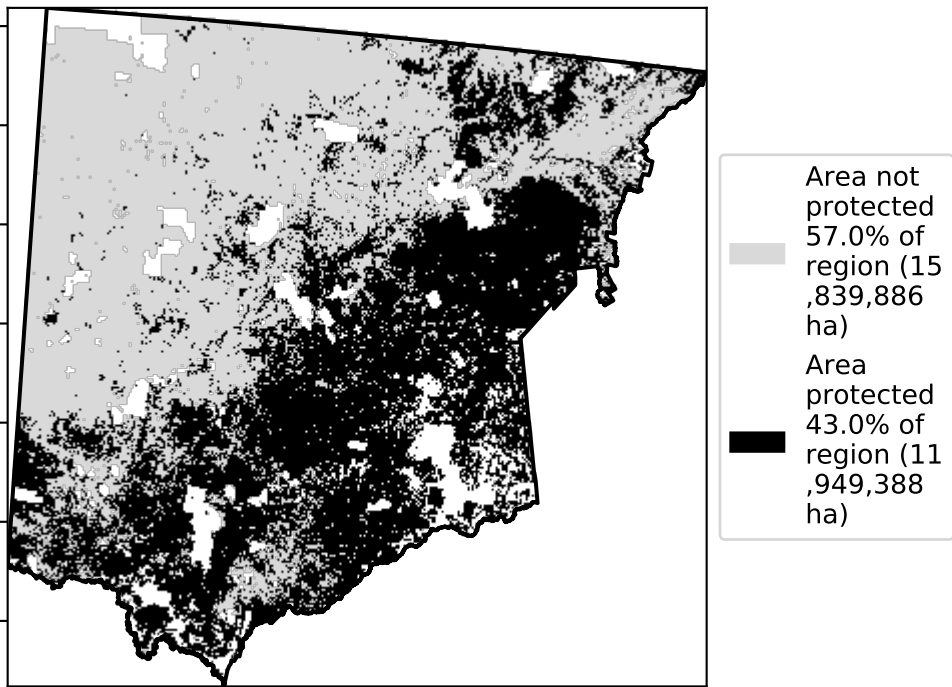 Area not
protected
57.0% of
region (15
,839,886
ha)
Area
protected
43.0% of
region (11
,949,388
ha)